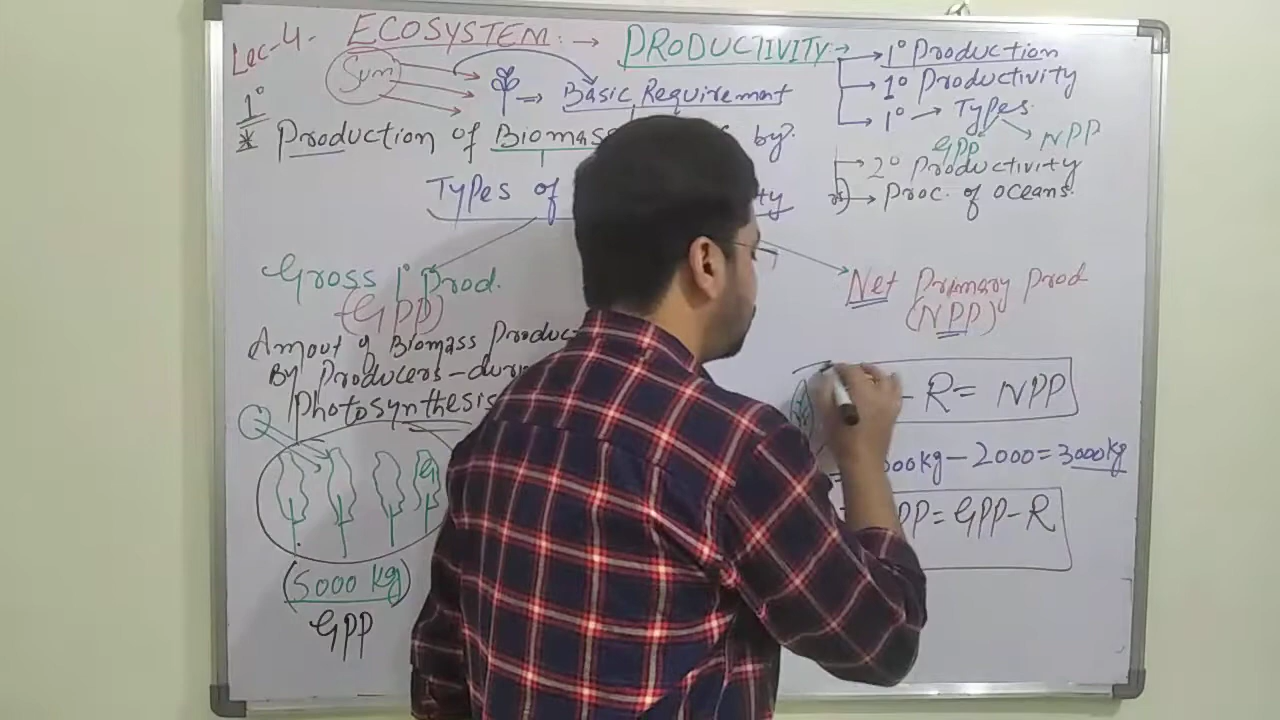 Lec-4.
ECOSYSTEM: → PRODUCTIVITY →
→ 1° Production
→ 1° Productivity
→ 1° → Types
GPP NPP
→ 2° Productivity
→ Proc. of oceans.
Sun
⇒ Basic Requirement
1°
* Production of Biomass by?
Types of ty
Gross 1° Prod.
(GPP)
Amout of Biomass Produc
By Producers - dur
Photosynthesis
(5000 kg)
GPP
Net Primary Prod
(NPP)
- R = NPP
00kg - 2000 = 3000kg
PP = GPP - R